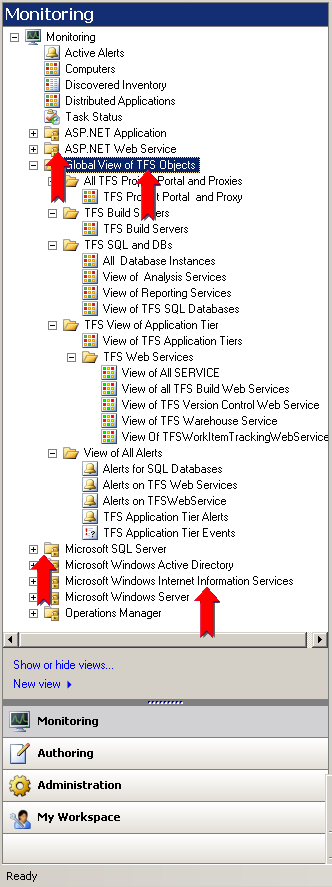 Monitoring
Monitoring
Active Alerts
Computers
Discovered Inventory
Distributed Applications
Task Status
ASP.NET Application
ASP.NET Web Service
Global View of TFS Objects
All TFS Project Portal and Proxies
TFS Project Portal and Proxy
TFS Build Servers
TFS Build Servers
TFS SQL and DBs
All Database Instances
View of Analysis Services
View of Reporting Services
View of TFS SQL Databases
TFS View of Application Tier
View of TFS Application Tiers
TFS Web Services
View of All SERVICE
View of all TFS Build Web Services
View of TFS Version Control Web Service
View of TFS Warehouse Service
View Of TFSWorkItemTrackingWebService
View of All Alerts
Alerts for SQL Databases
Alerts on TFS Web Services
Alerts on TFSWebService
TFS Application Tier Alerts
TFS Application Tier Events
Microsoft SQL Server
Microsoft Windows Active Directory
Microsoft Windows Internet Information Services
Microsoft Windows Server
Operations Manager
Show or hide views...
New view
Monitoring
Authoring
Administration
My Workspace
Ready